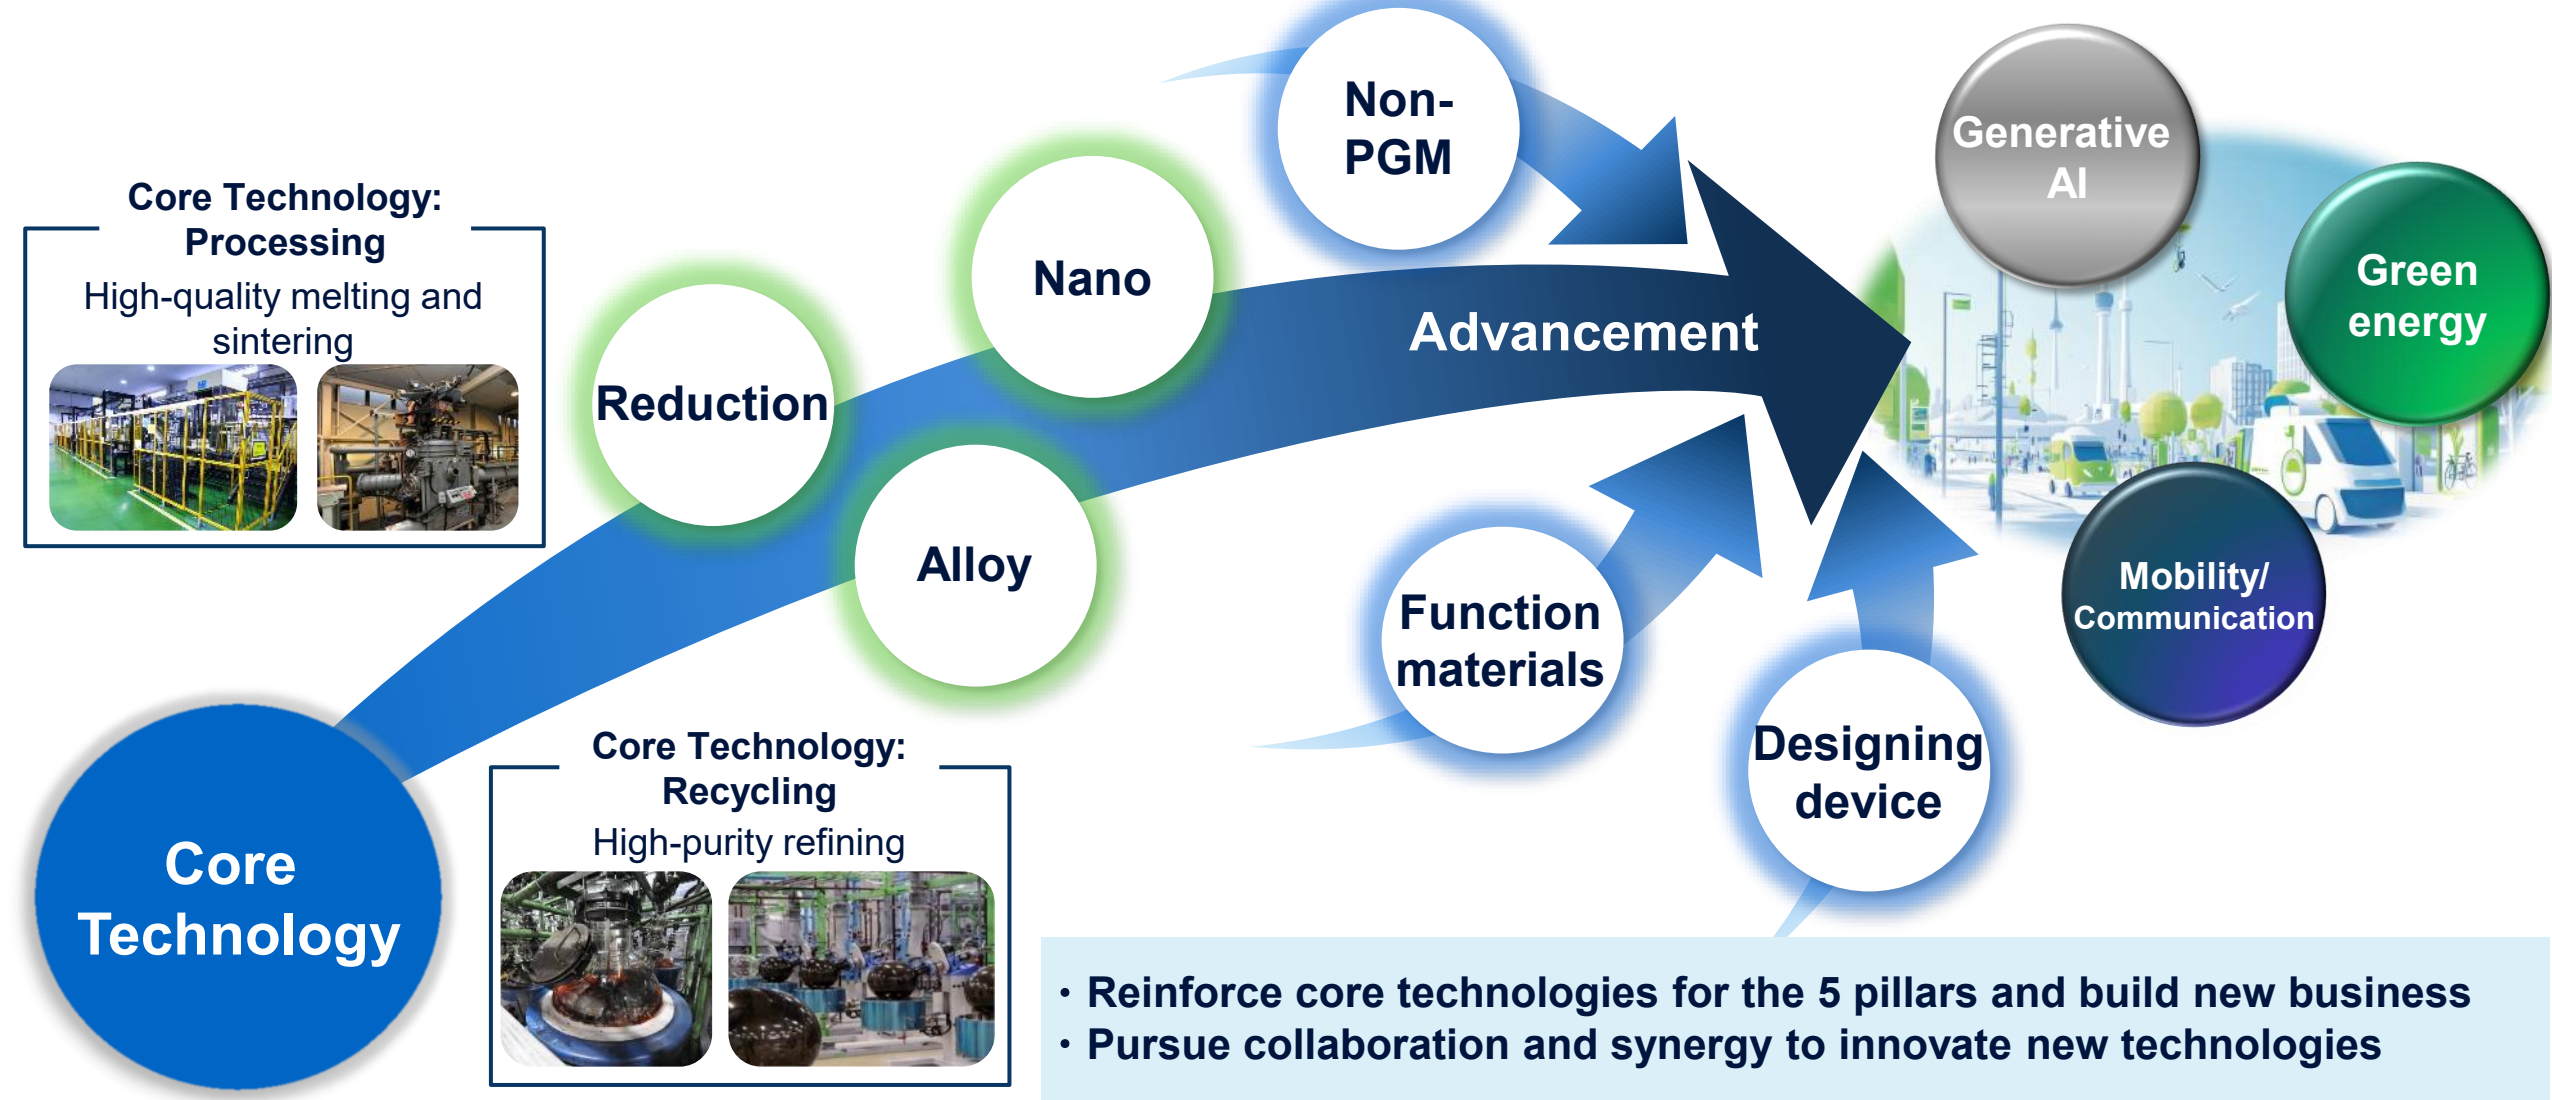 Core Technology:
Processing
High-quality melting and
sintering
Reduction
Nano
Alloy
Non-
PGM
Advancement
Function
materials
Designing
device
Generative
AI
Green
energy
Mobility/
Communication
Core
Technology
Core Technology:
Recycling
High-purity refining
・Reinforce core technologies for the 5 pillars and build new business
・Pursue collaboration and synergy to innovate new technologies